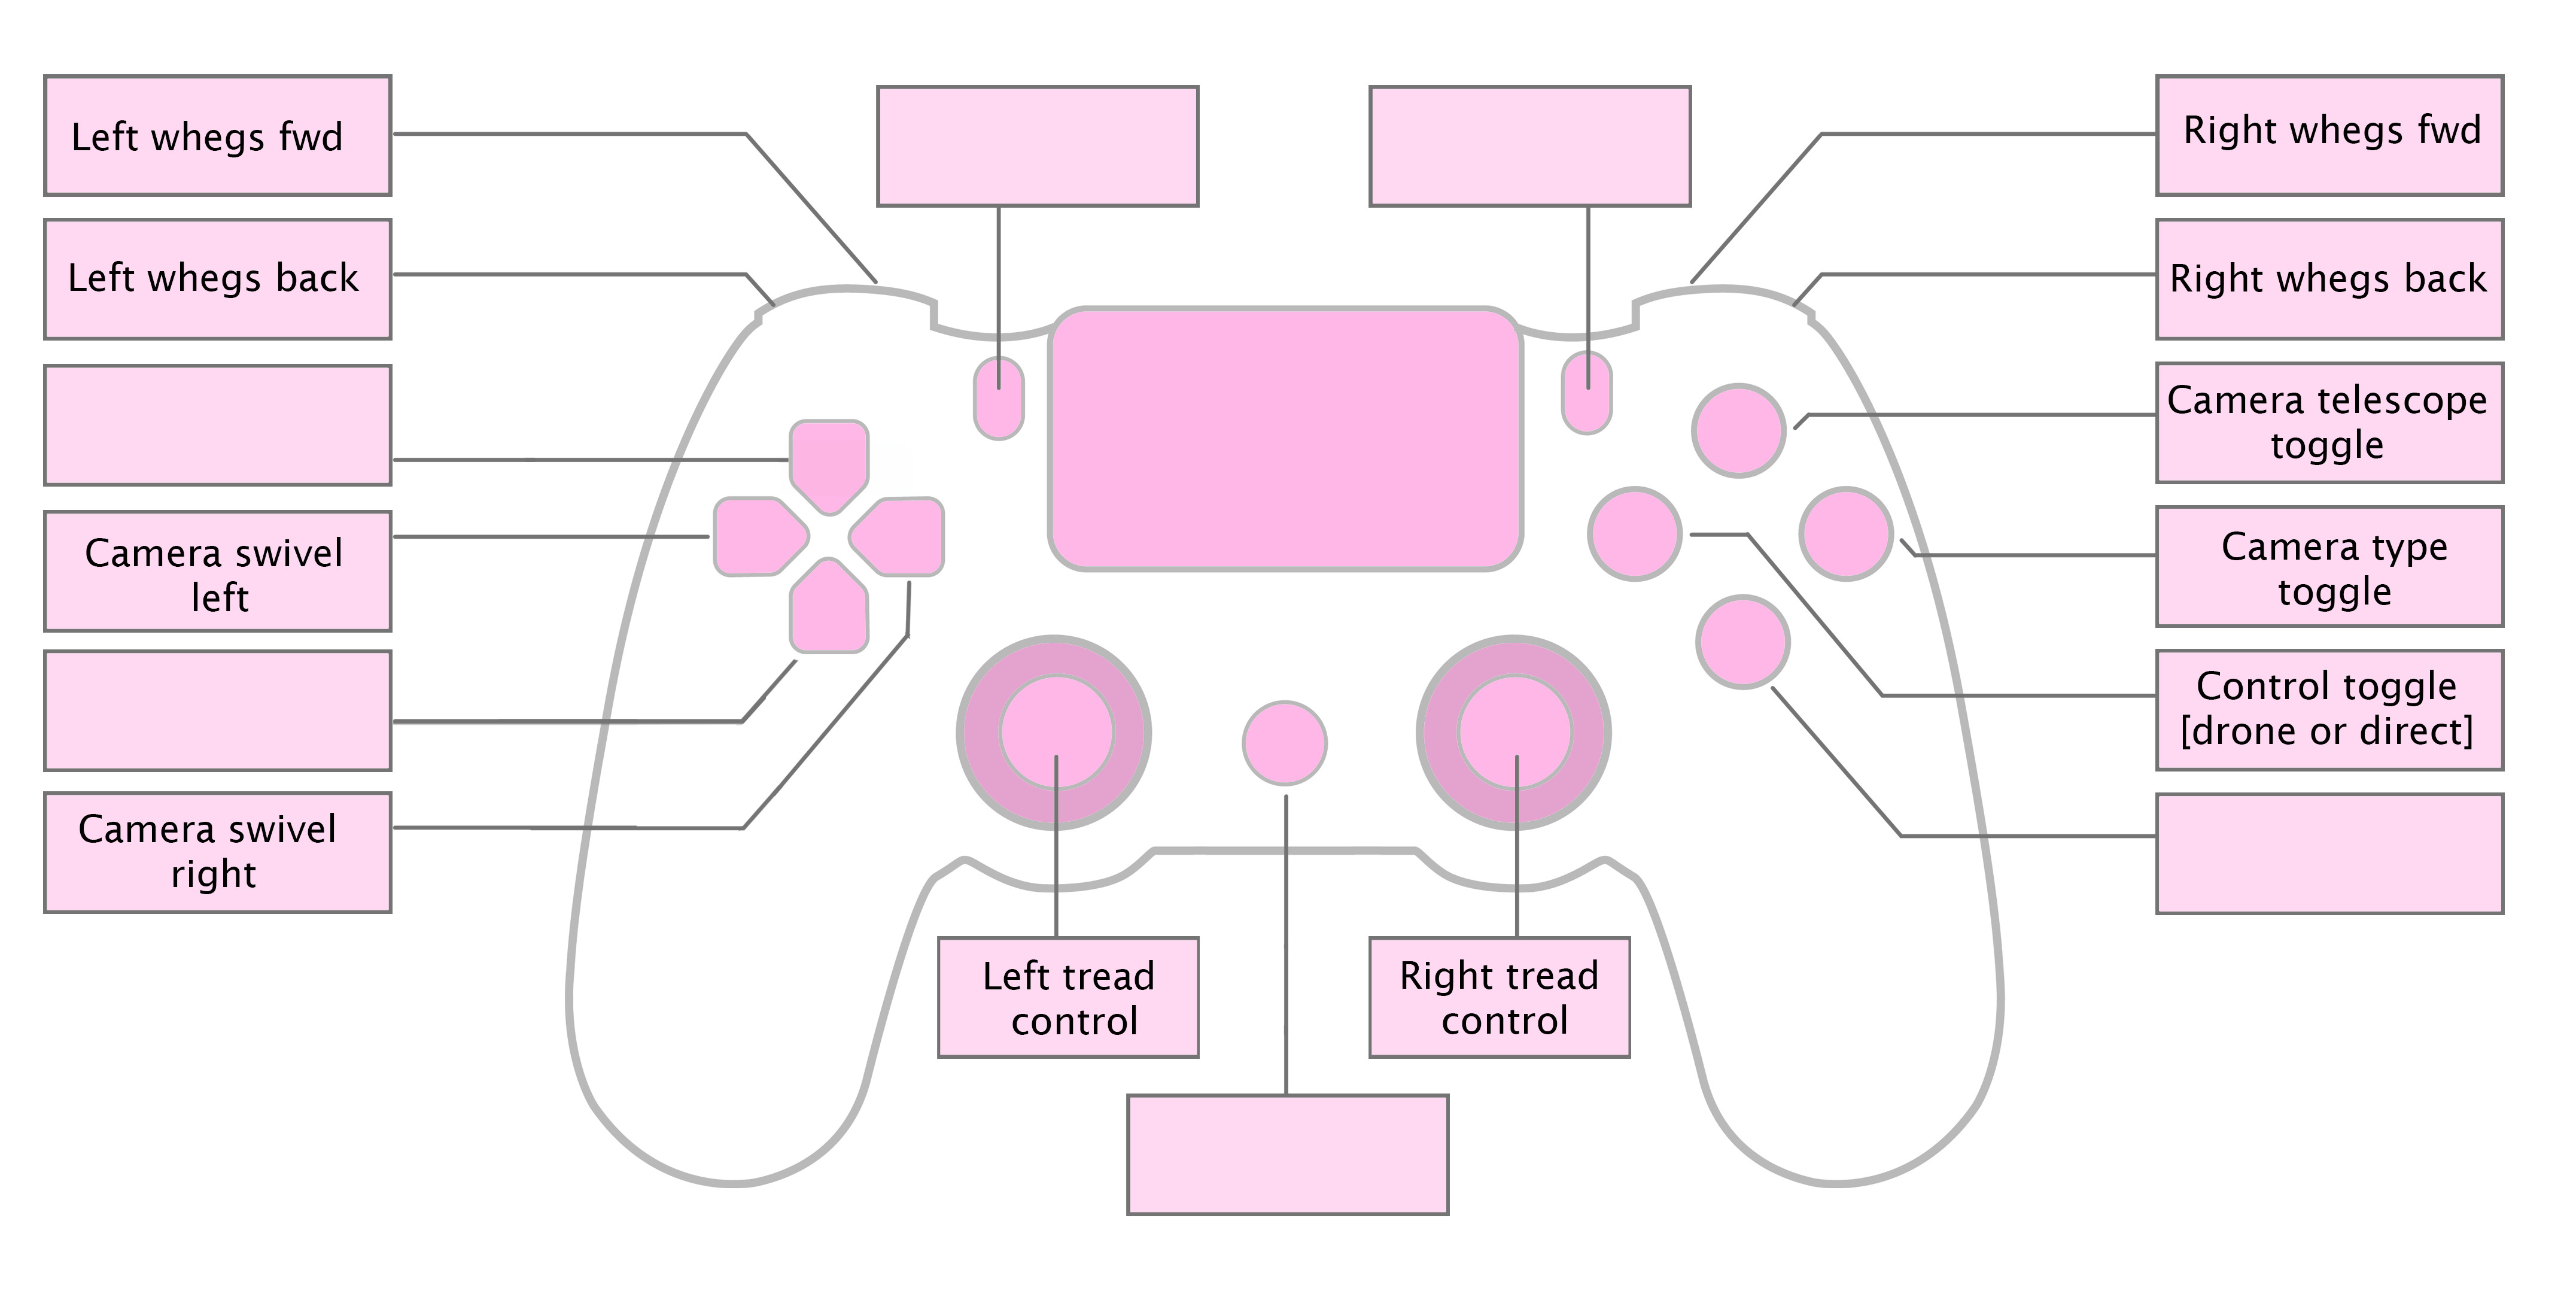 Left whegs fwd
Left whegs back
Camera swivel
left
Camera swivel
right
Left tread
control
Right tread
control
Right whegs fwd
Right whegs back
Camera telescope
toggle
Camera type
toggle
Control toggle
[drone or direct]